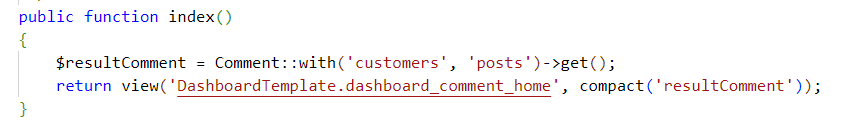 public function index()
{
    $resultComment = Comment::with('customers', 'posts')->get();
    return view('DashboardTemplate.dashboard_comment_home', compact('resultComment'));
}